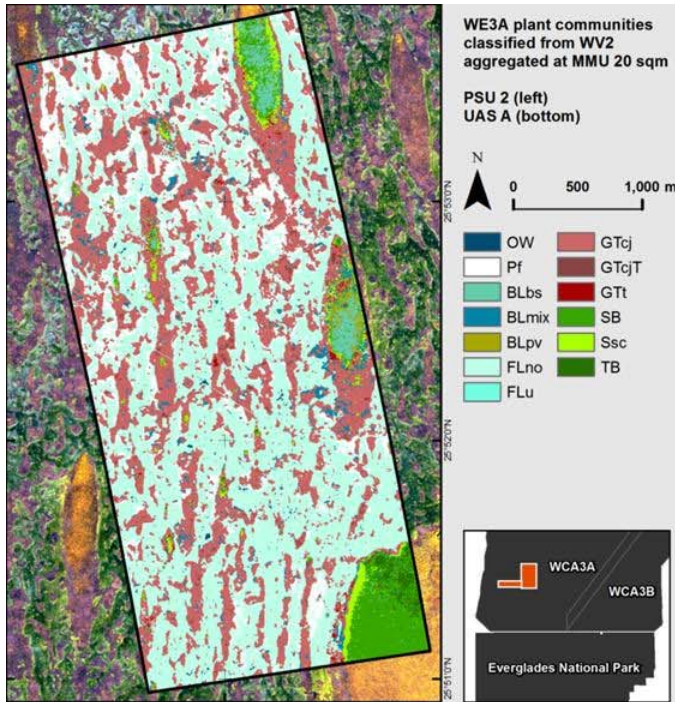 WE3A plant communities
classified from WV2
aggregated at MMU 20 sqm
PSU 2 (left)
UAS A (bottom)
N
0 500 1,000 m
OW GTcj
Pf GTcjT
BLbs GTt
BLmix SB
BLpv Ssc
FLno TB
FLu
25°53'0"N
25°52'0"N
25°51'0"N
WCA3A
WCA3B
Everglades National Park